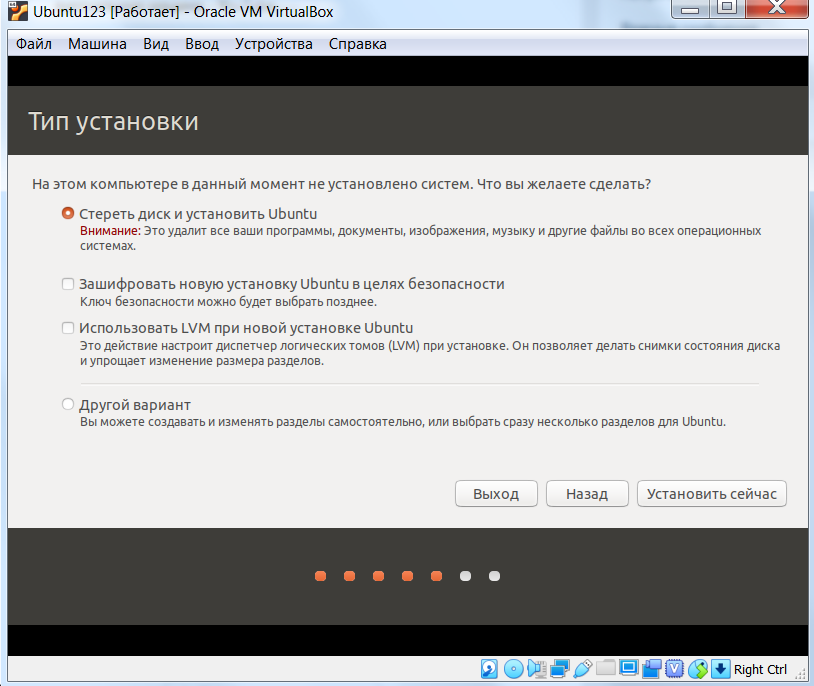 Ubuntu123 [Работает] - Oracle VM VirtualBox
Файл Машина Вид Ввод Устройства Справка
Тип установки
На этом компьютере в данный момент не установлено систем. Что вы желаете сделать?
Стереть диск и установить Ubuntu
Внимание: Это удалит все ваши программы, документы, изображения, музыку и другие файлы во всех операционных
системах.
Зашифровать новую установку Ubuntu в целях безопасности
Ключ безопасности можно будет выбрать позднее.
Использовать LVM при новой установке Ubuntu
Это действие настроит диспетчер логических томов (LVM) при установке. Он позволяет делать снимки состояния диска
и упрощает изменение размера разделов.
Другой вариант
Вы можете создавать и изменять разделы самостоятельно, или выбрать сразу несколько разделов для Ubuntu.
Выход Назад Установить сейчас
Right Ctrl